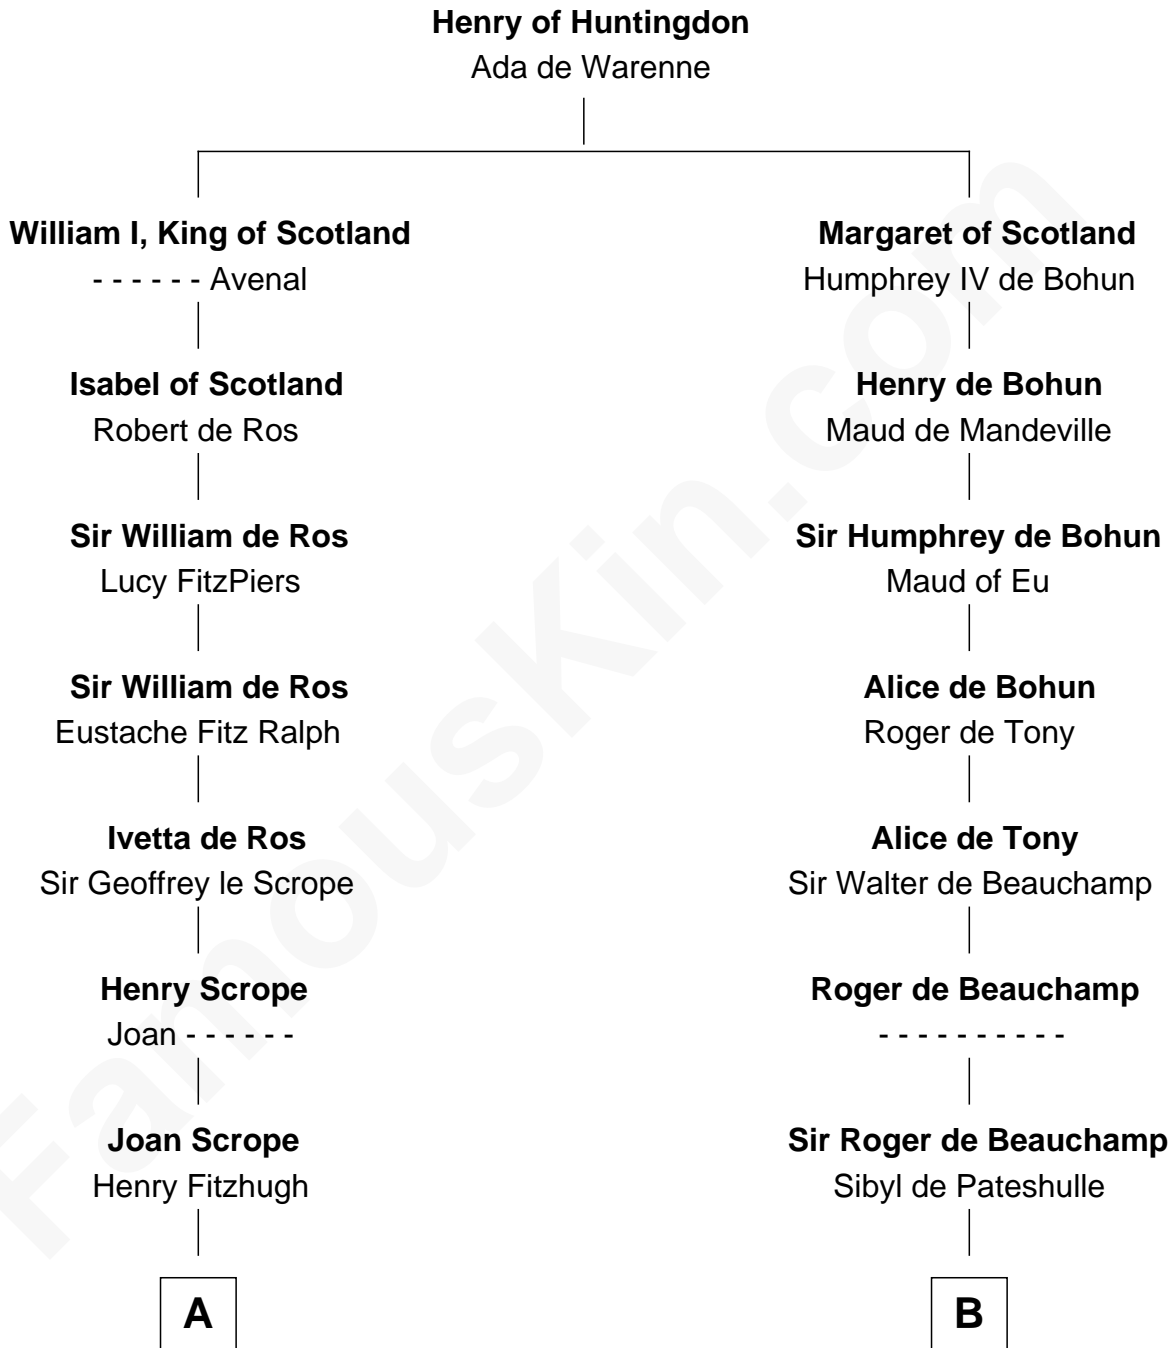 Henry of Huntingdon
Ada de Warenne
William I, King of Scotland
- - - - - - Avenal
Isabel of Scotland
Robert de Ros
Sir William de Ros
Lucy FitzPiers
Sir William de Ros
Eustache Fitz Ralph
Ivetta de Ros
Sir Geoffrey le Scrope
Henry Scrope
Joan - - - - - -
Joan Scrope
Henry Fitzhugh
A
Margaret of Scotland
Humphrey IV de Bohun
Henry de Bohun
Maud de Mandeville
Sir Humphrey de Bohun
Maud of Eu
Alice de Bohun
Roger de Tony
Alice de Tony
Sir Walter de Beauchamp
Roger de Beauchamp
- - - - - - - - - -
Sir Roger de Beauchamp
Sibyl de Pateshulle
B
FamousKin.com